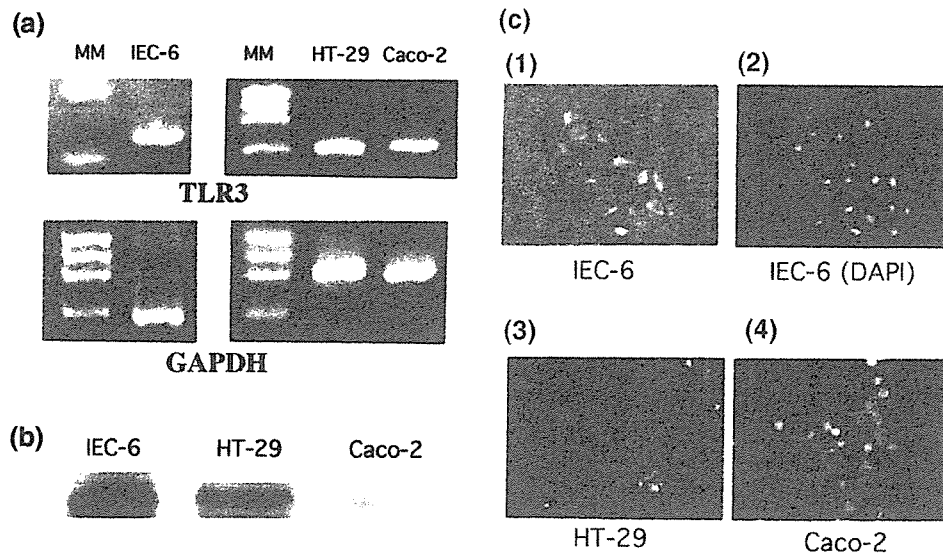 (a)
MM IEC-6 MM HT-29 Caco-2
TLR3
GAPDH
(b)
IEC-6 HT-29 Caco-2
(c)
(1) (2)
IEC-6 IEC-6 (DAPI)
(3) (4)
HT-29 Caco-2